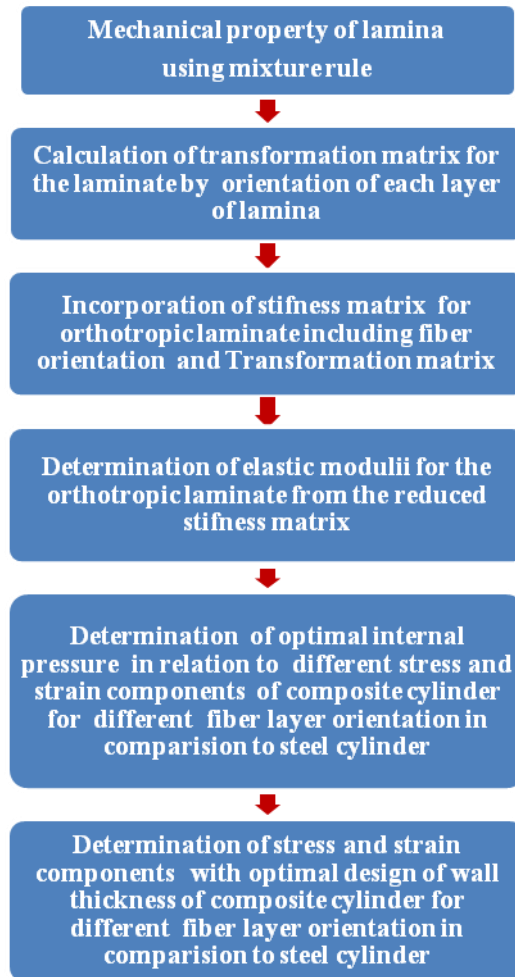 Mechanical property of lamina
using mixture rule
Calculation of transformation matrix for
the laminate by orientation of each layer
of lamina
Incorporation of stifness matrix for
orthotropic laminate including fiber
orientation and Transformation matrix
Determination of elastic modulii for the
orthotropic laminate from the reduced
stifness matrix
Determination of optimal internal
pressure in relation to different stress and
strain components of composite cylinder
for different fiber layer orientation in
comparision to steel cylinder
Determination of stress and strain
components with optimal design of wall
thickness of composite cylinder for
different fiber layer orientation in
comparision to steel cylinder